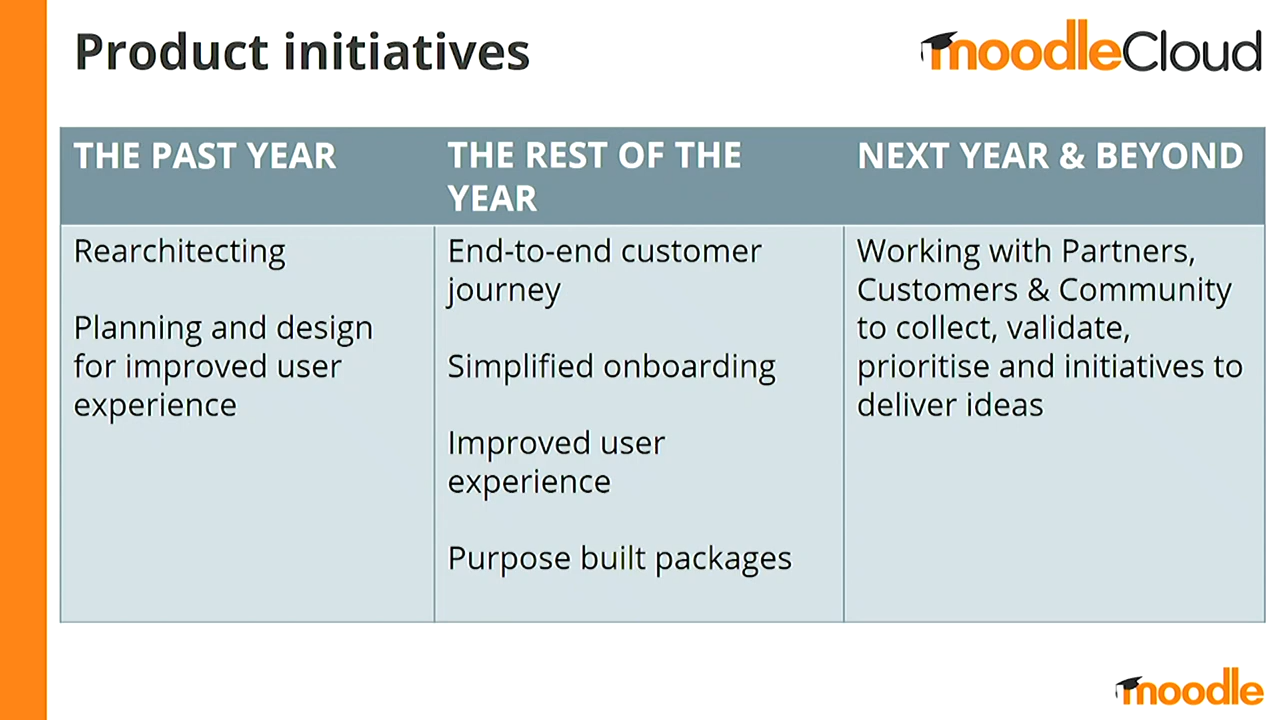 Product initiatives
moodleCloud
THE PAST YEAR
THE REST OF THE
YEAR
NEXT YEAR & BEYOND
Rearchitecting
Planning and design
for improved user
experience
End-to-end customer
journey
Simplified onboarding
Improved user
experience
Purpose built packages
Working with Partners,
Customers & Community
to collect, validate,
prioritise and initiatives to
deliver ideas
moodle